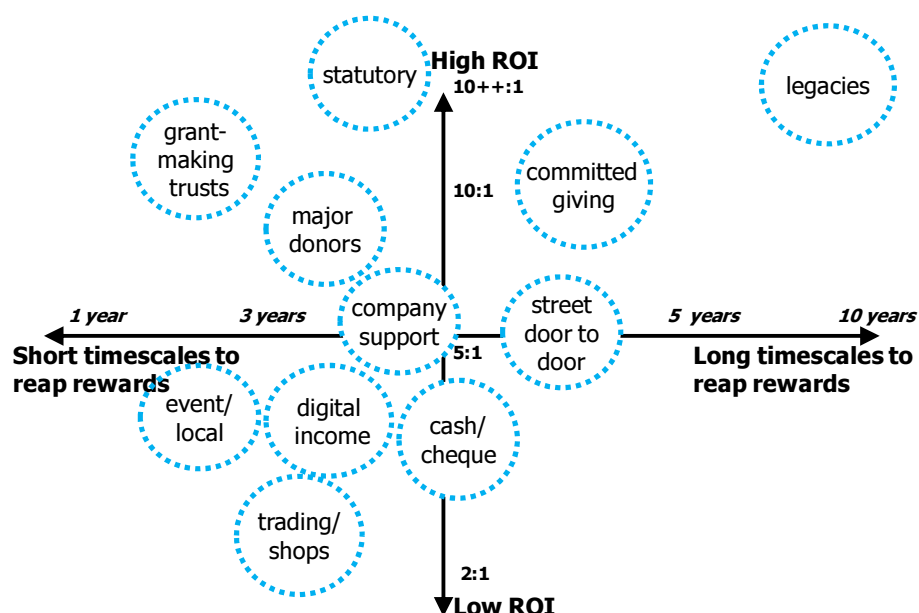 High ROI
10++:1
statutory
legacies
grant-
making
trusts
committed
giving
10:1
major
donors
company
support
street
door to
door
1 year
3 years
5 years
10 years
5:1
Short timescales to
reap rewards
Long timescales to
reap rewards
event/
local
digital
income
cash/
cheque
trading/
shops
2:1
Low ROI